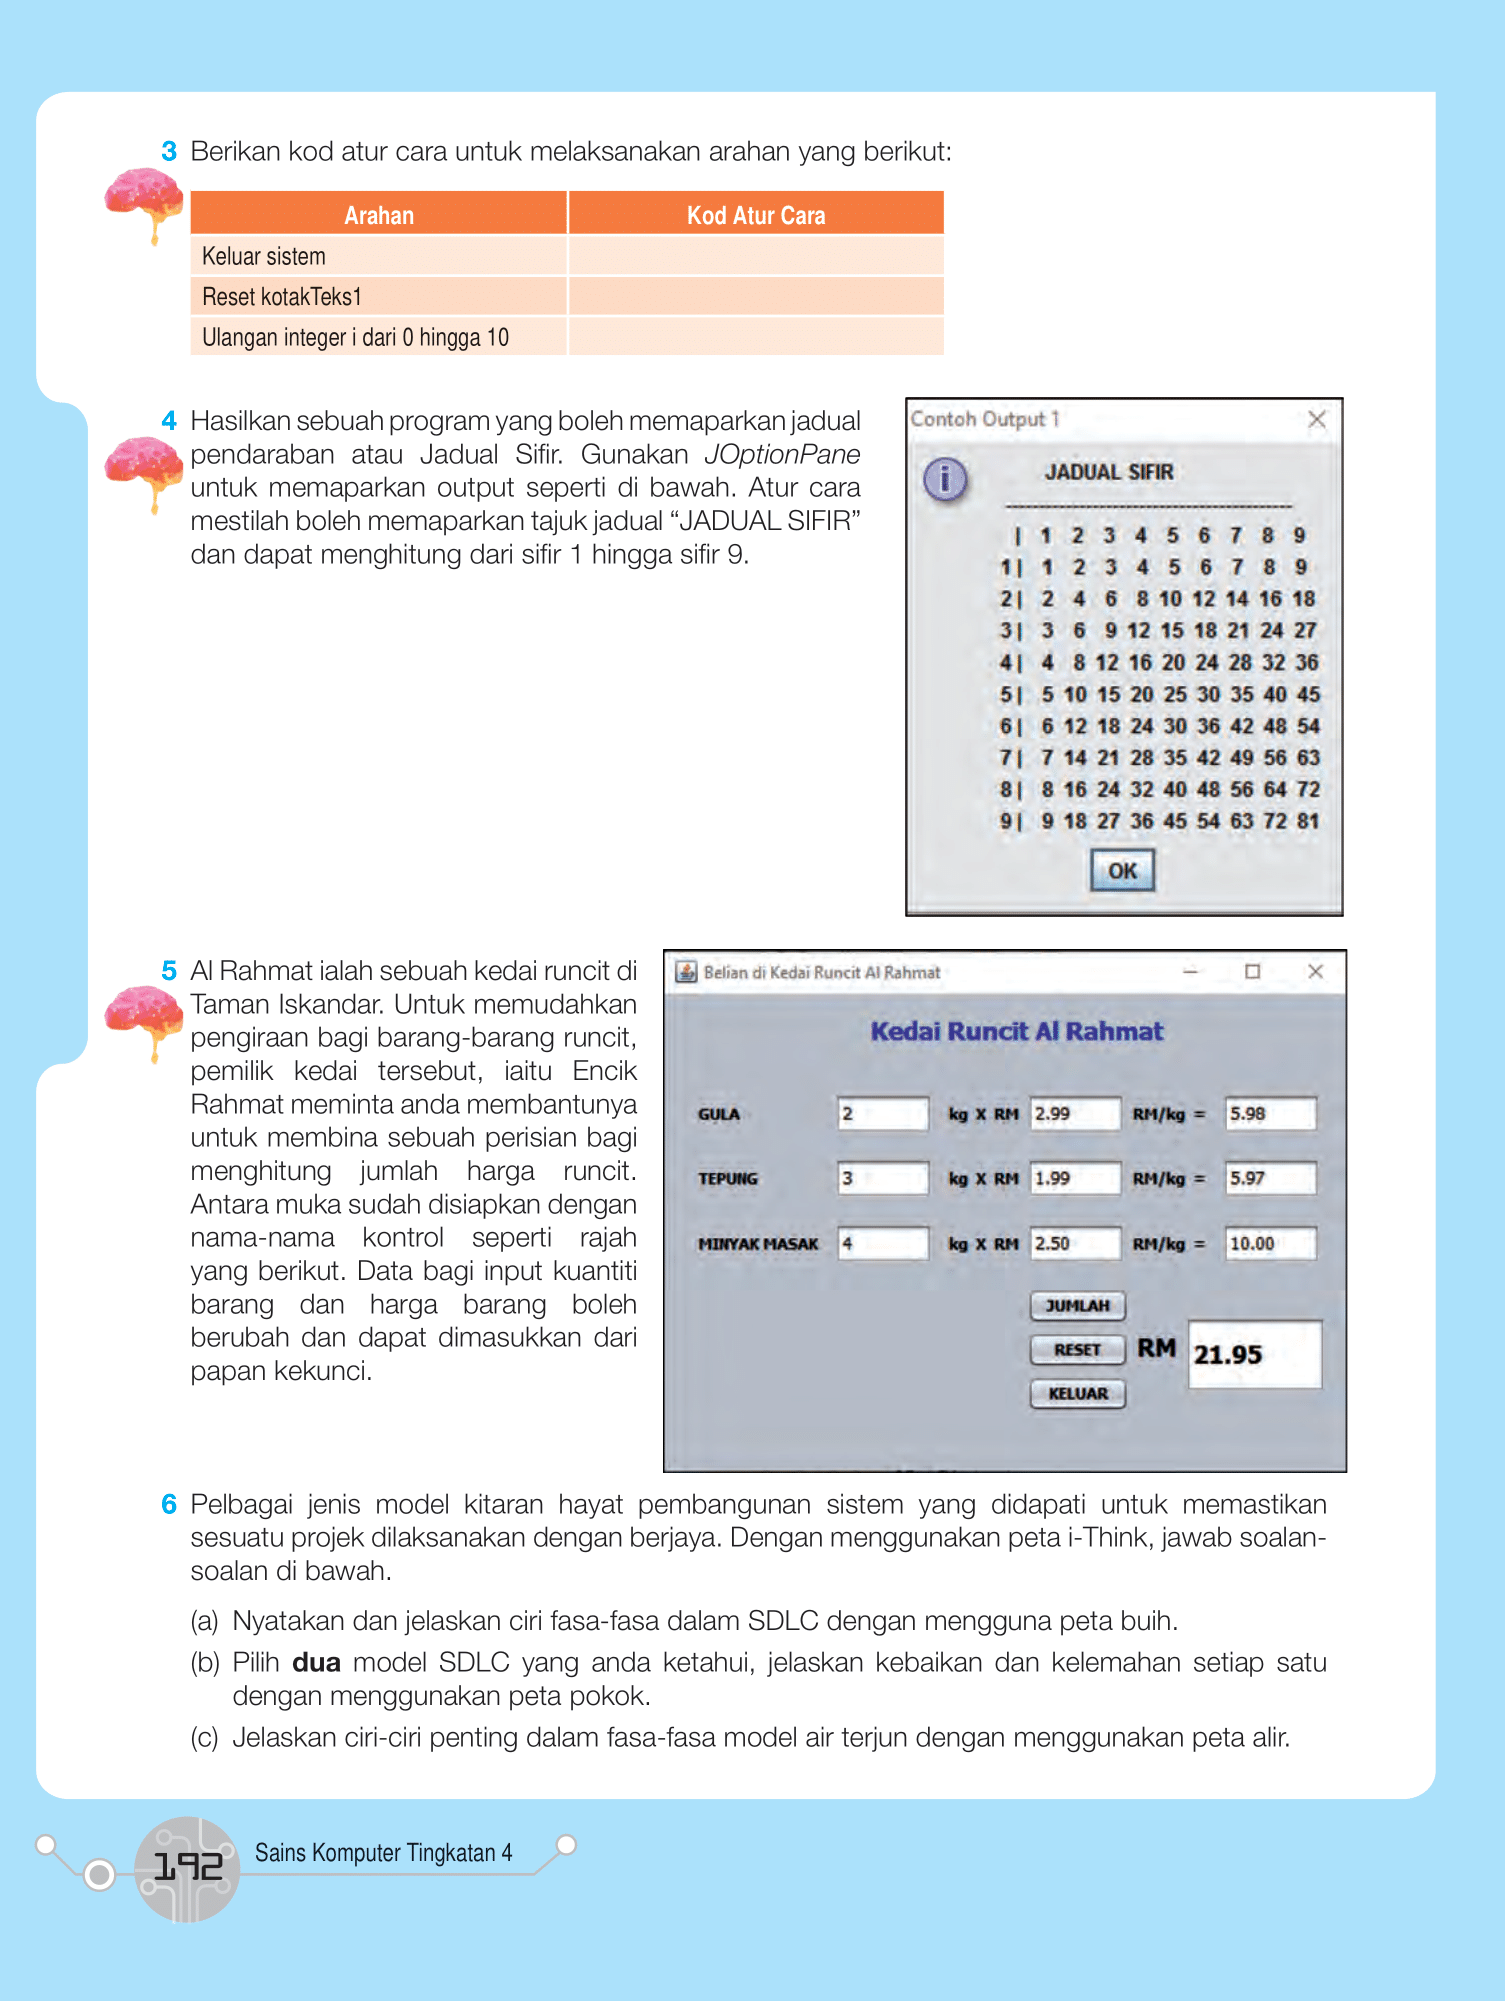 3 Berikan kod atur cara untuk melaksanakan arahan yang berikut:
Arahan Kod Atur Cara
Keluar sistem
Reset kotakTeks1
Ulangan integer i dari 0 hingga 10
4 Hasilkan sebuah program yang boleh memaparkan jadual
pendaraban atau Jadual Sifir. Gunakan JOptionPane
untuk memaparkan output seperti di bawah. Atur cara
mestilah boleh memaparkan tajuk jadual “JADUAL SIFIR”
dan dapat menghitung dari sifir 1 hingga sifir 9.
Contoh Output 1
i
JADUAL SIFIR
--------------------------------------------
| 1 2 3 4 5 6 7 8 9
1| 1 2 3 4 5 6 7 8 9
2| 2 4 6 8 10 12 14 16 18
3| 3 6 9 12 15 18 21 24 27
4| 4 8 12 16 20 24 28 32 36
5| 5 10 15 20 25 30 35 40 45
6| 6 12 18 24 30 36 42 48 54
7| 7 14 21 28 35 42 49 56 63
8| 8 16 24 32 40 48 56 64 72
9| 9 18 27 36 45 54 63 72 81
OK
5 Al Rahmat ialah sebuah kedai runcit di
Taman Iskandar. Untuk memudahkan
pengiraan bagi barang-barang runcit,
pemilik kedai tersebut, iaitu Encik
Rahmat meminta anda membantunya
untuk membina sebuah perisian bagi
menghitung jumlah harga runcit.
Antara muka sudah disiapkan dengan
nama-nama kontrol seperti rajah
yang berikut. Data bagi input kuantiti
barang dan harga barang boleh
berubah dan dapat dimasukkan dari
papan kekunci.
Belian di Kedai Runcit Al Rahmat
Kedai Runcit Al Rahmat
GULA 2 kg X RM 2.99 RM/kg = 5.98
TEPUNG 3 kg X RM 1.99 RM/kg = 5.97
MINYAK MASAK 4 kg X RM 2.50 RM/kg = 10.00
JUMLAH
RESET RM 21.95
KELUAR
6 Pelbagai jenis model kitaran hayat pembangunan sistem yang didapati untuk memastikan
sesuatu projek dilaksanakan dengan berjaya. Dengan menggunakan peta i-Think, jawab soalan-
soalan di bawah.
(a) Nyatakan dan jelaskan ciri fasa-fasa dalam SDLC dengan mengguna peta buih.
(b) Pilih dua model SDLC yang anda ketahui, jelaskan kebaikan dan kelemahan setiap satu
dengan menggunakan peta pokok.
(c) Jelaskan ciri-ciri penting dalam fasa-fasa model air terjun dengan menggunakan peta alir.
192 Sains Komputer Tingkatan 4